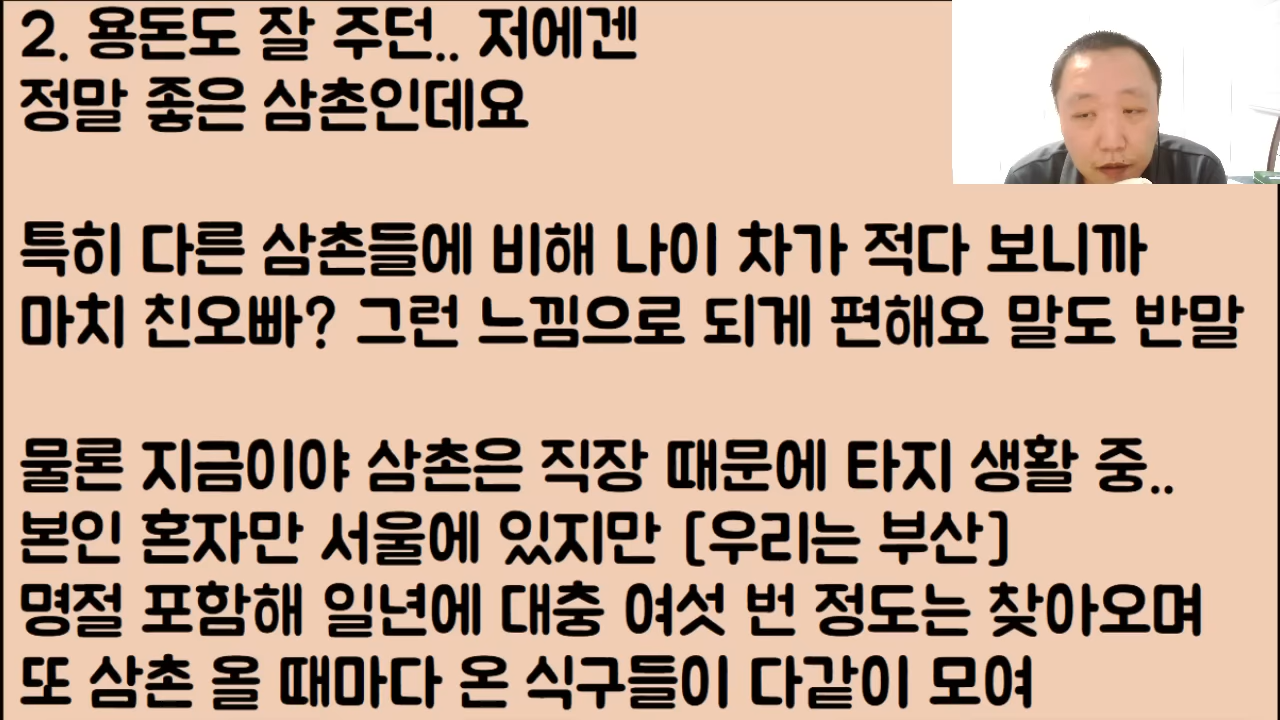 2. 용돈도 잘 주던.. 저에겐
정말 좋은 삼촌인데요
특히 다른 삼촌들에 비해 나이 차가 적다 보니까
마치 친오빠? 그런 느낌으로 되게 편해요 말도 반말
물론 지금이야 삼촌은 직장 때문에 타지 생활 중..
본인 혼자만 서울에 있지만 [우리는 부산]
명절 포함해 일년에 대충 여섯 번 정도는 찾아오며
또 삼촌 올 때마다 온 식구들이 다같이 모여